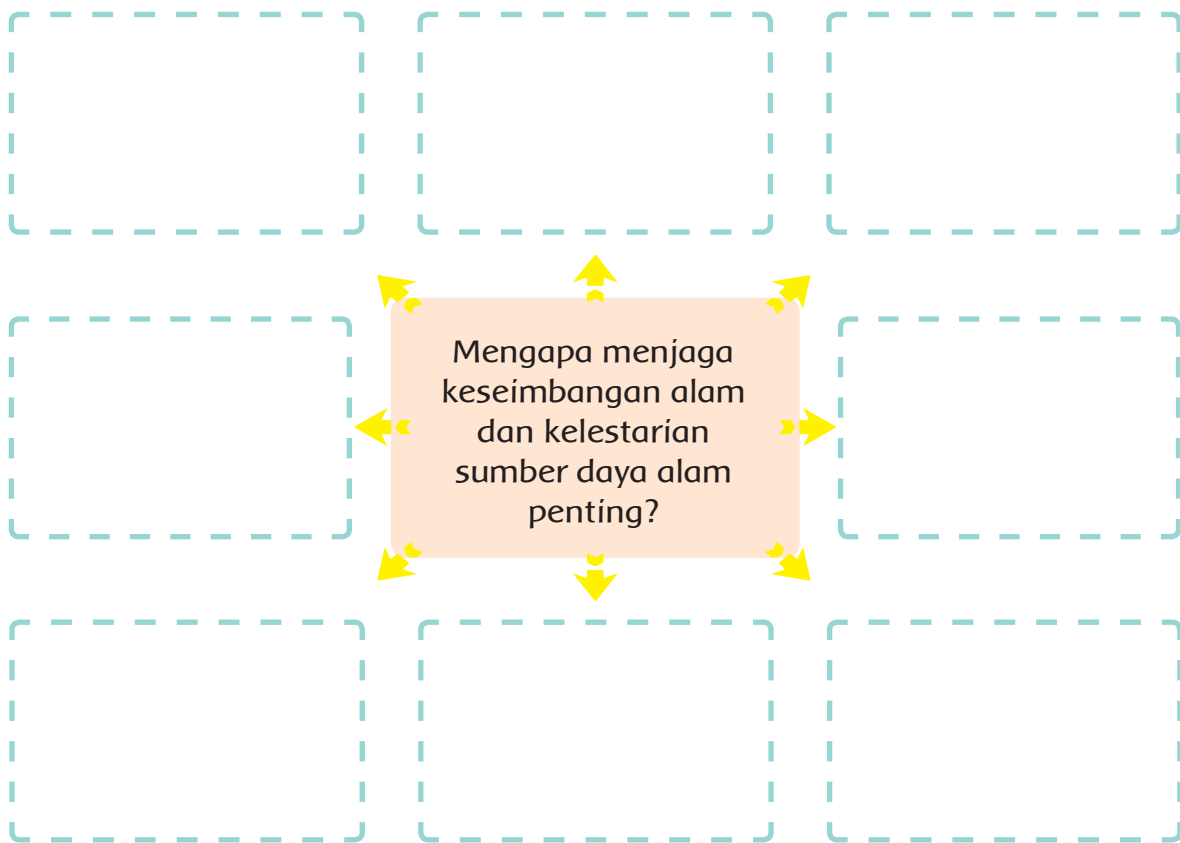 Mengapa menjaga
keseimbangan alam
dan kelestarian
sumber daya alam
penting?